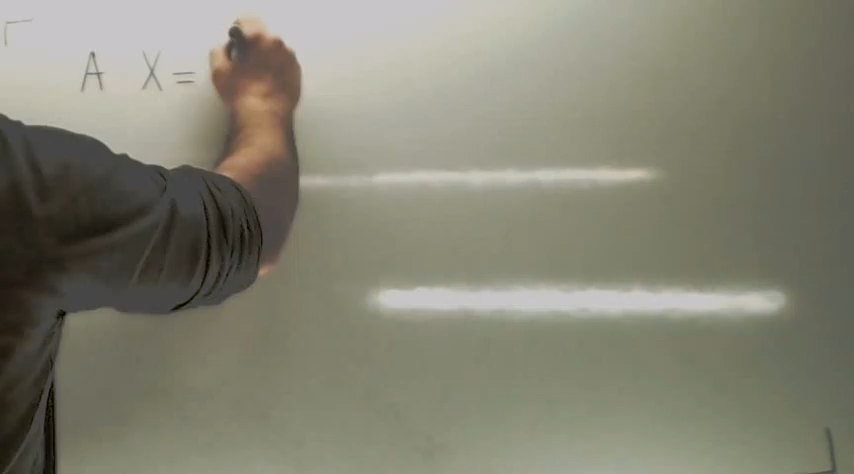 A X =